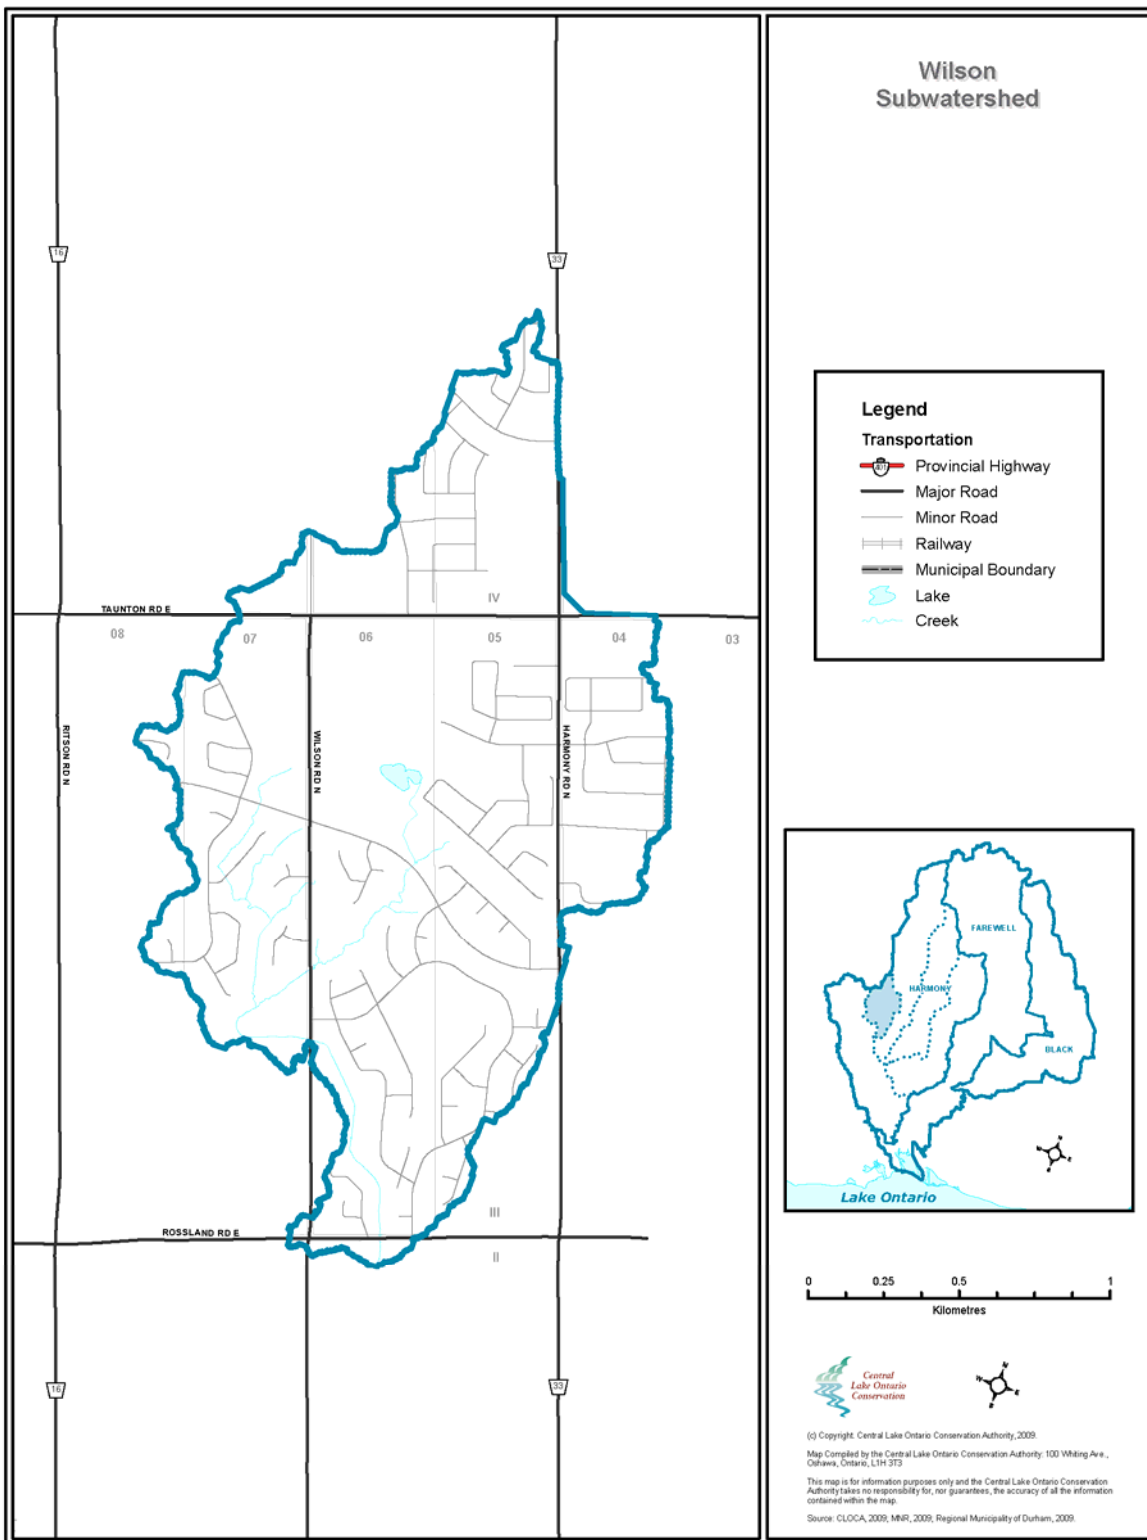 Wilson
Subwatershed
16
33
TAUNTON RD E
IV
08
07
06
05
04
03
RITSON RD N
WILSON RD N
HARMONY RD N
ROSSLAND RD E
III
II
16
33
Legend
Transportation
401
Provincial Highway
Major Road
Minor Road
Railway
Municipal Boundary
Lake
Creek
FAREWELL
HARMONY
BLACK
N
W
E
S
Lake Ontario
0 0.25 0.5 1
Kilometres
Central
Lake Ontario
Conservation
N
W
E
S
(c) Copyright. Central Lake Ontario Conservation Authority, 2009.
Map Compiled by the Central Lake Ontario Conservation Authority: 100 Whiting Ave.,
Oshawa, Ontario, L1H 3T3
This map is for information purposes only and the Central Lake Ontario Conservation
Authority takes no responsibility for, nor guarantees, the accuracy of all the information
contained within the map.
Source: CLOCA, 2009; MNR, 2009; Regional Municipality of Durham, 2009.